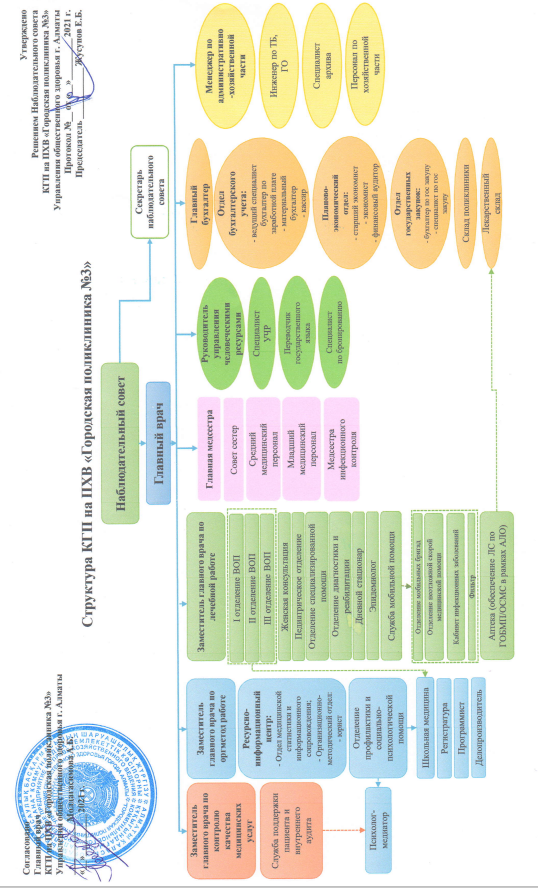 Согласовано
Главный врач
КГП на ПХВ «Городская поликлиника №3»
Управления общественного здоровья г. Алматы
Утверждено
Решением Наблюдательного совета
КГП на ПХВ «Городская поликлиника №3»
Управления общественного здоровья г. Алматы
Протокол №
2021 г.
Председатель
Жусупов Е.Б.
Структура КГП на ПХВ «Городская поликлиника №3»
Наблюдательный совет
Секретарь
наблюдательного
совета
Главный врач
Заместитель
главного врача по
контролю
качества
медицинских
услуг
Служба поддержки
пациента и
внутреннего
аудита
Психолог-
медиатор
Заместитель
главного врача по
оргметод работе
Ресурсно-
информационный
центр:
- Отдел медицинской
статистики и
информационного
сопровождения;
- Организационно-
методический отдел:
- юрист
Отделение
профилактики и
социально-
психологической
помощи
Школьная медицина
Регистратура
Программист
Делопроизводитель
Заместитель главного врача по
лечебной работе
I отделение ВОП
II отделение ВОП
III отделение ВОП
Женская консультация
Педиатрическое отделение
Отделение специализированной
помощи
Отделение диагностики и
реабилитации
Дневной стационар
Эпидемиолог
Служба мобильной помощи
Отделение мобильных бригад
Отделение неотложной скорой
медицинской помощи
Кабинет инфекционных заболеваний
Фильтр
Аптека (обеспечение ЛС по
ГОБМП\ОСМС в рамках АЛО)
Главная медсестра
Совет сестер
Средний
медицинский
персонал
Младший
медицинский
персонал
Медсестра
инфекционного
контроля
Руководитель
управления
человеческими
ресурсами
Специалист
УЧР
Переводчик
государственного
языка
Специалист
по бронированию
Главный
бухгалтер
Отдел
бухгалтерского
учета:
- ведущий специалист
бухгалтер по
заработной плате
- материальный
бухгалтер
- кассир
Планово-
экономический
отдел:
- старший экономист
- экономист
- финансовый аудитор
Отдел
государственных
закупок:
- бухгалтер по гос закупу
- специалист по гос
закупу
Склад поликлиники
Лекарственный
склад
Менеджер по
административно
-хозяйственной
части
Инженер по ТБ,
ГО
Специалист
архива
Персонал по
хозяйственной
части